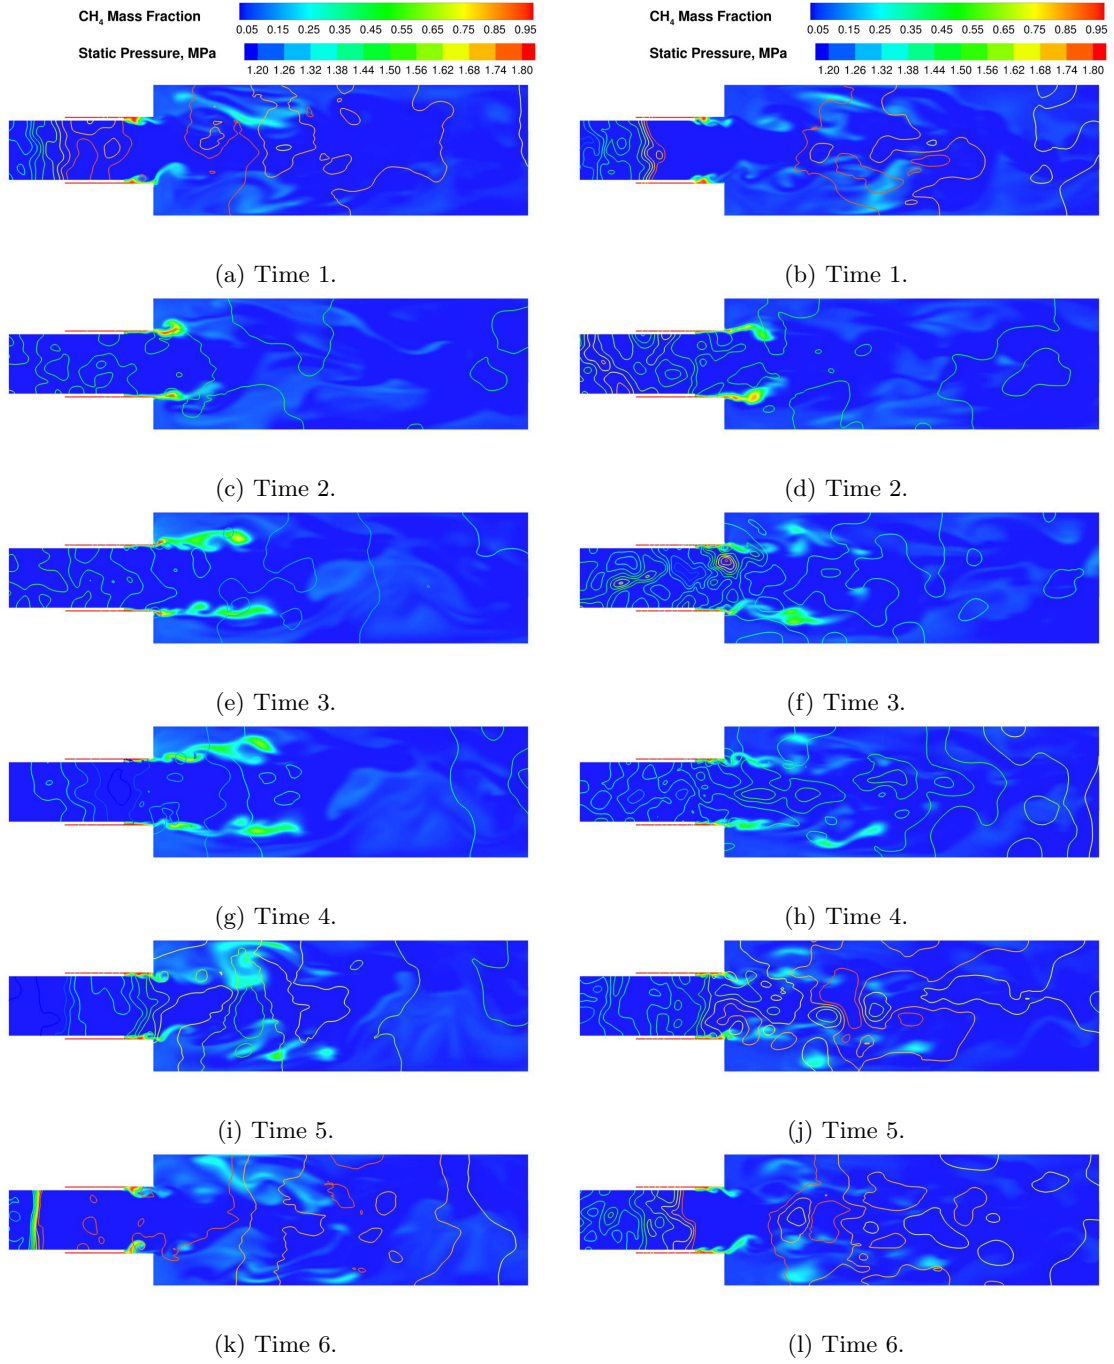 CH4 Mass Fraction
0.05 0.15 0.25 0.35 0.45 0.55 0.65 0.75 0.85 0.95
Static Pressure, MPa
1.20 1.26 1.32 1.38 1.44 1.50 1.56 1.62 1.68 1.74 1.80
CH4 Mass Fraction
0.05 0.15 0.25 0.35 0.45 0.55 0.65 0.75 0.85 0.95
Static Pressure, MPa
1.20 1.26 1.32 1.38 1.44 1.50 1.56 1.62 1.68 1.74 1.80
(a) Time 1.
(b) Time 1.
(c) Time 2.
(d) Time 2.
(e) Time 3.
(f) Time 3.
(g) Time 4.
(h) Time 4.
(i) Time 5.
(j) Time 5.
(k) Time 6.
(l) Time 6.